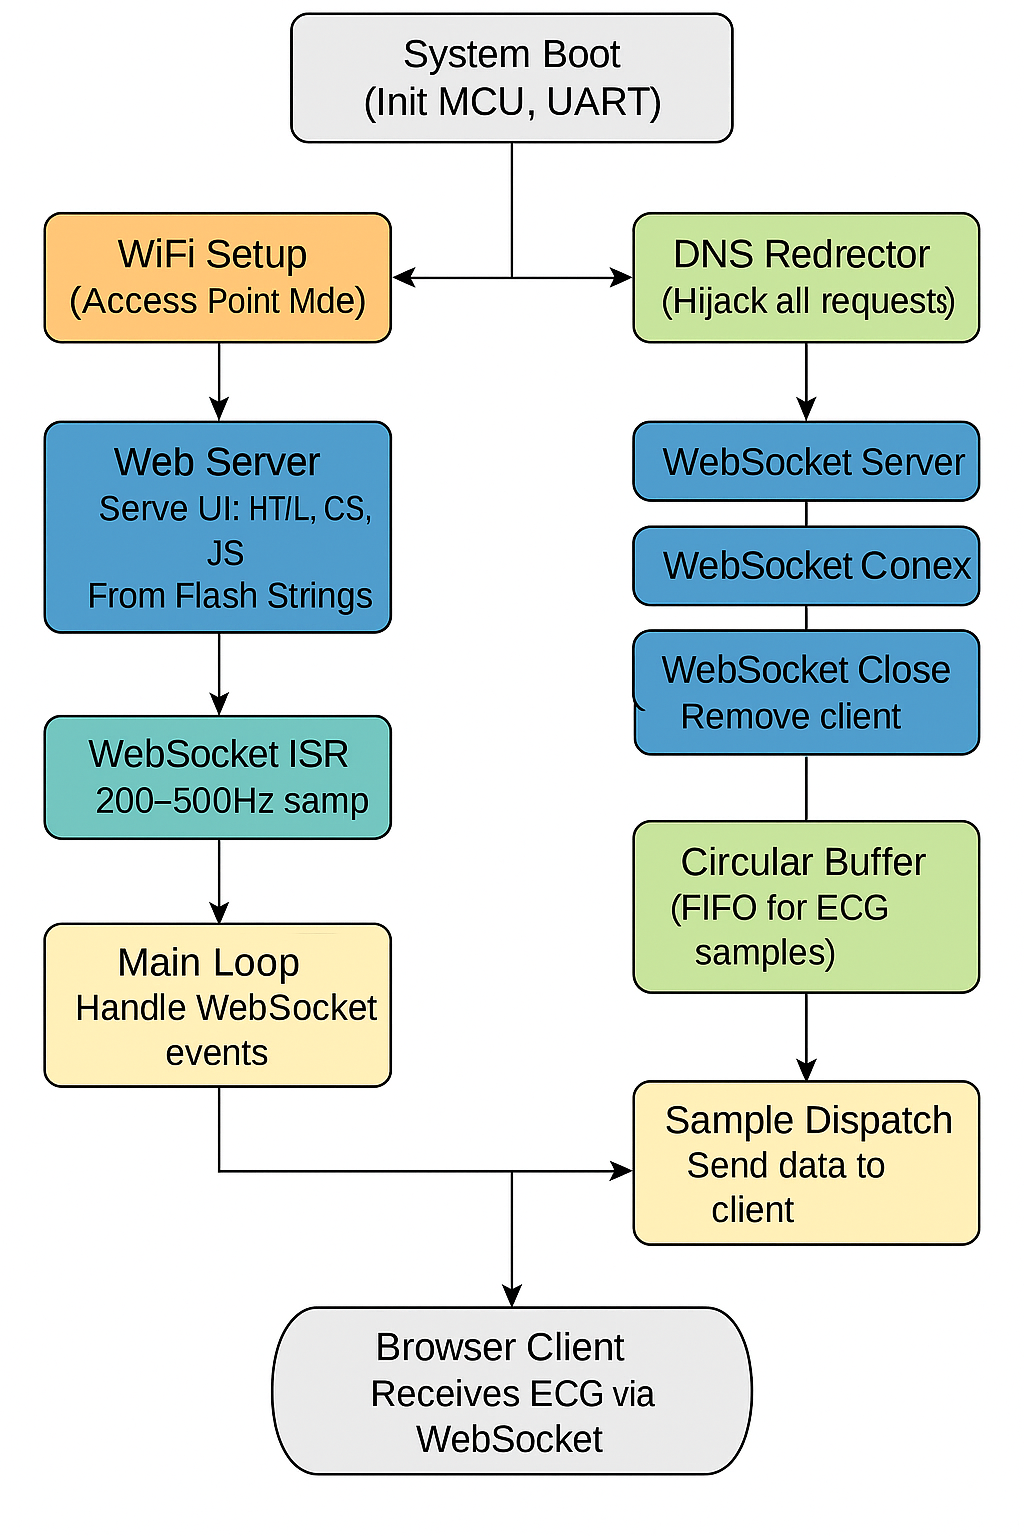 System Boot
(Init MCU, UART)
WiFi Setup
(Access Point Mde)
DNS Redrector
(Hijack all requests)
Web Server
Serve UI: HT/L, CS,
JS
From Flash Strings
WebSocket Server
WebSocket Conex
WebSocket Close
Remove client
WebSocket ISR
200–500Hz samp
Circular Buffer
(FIFO for ECG
samples)
Main Loop
Handle WebSocket
events
Sample Dispatch
Send data to
client
Browser Client
Receives ECG via
WebSocket